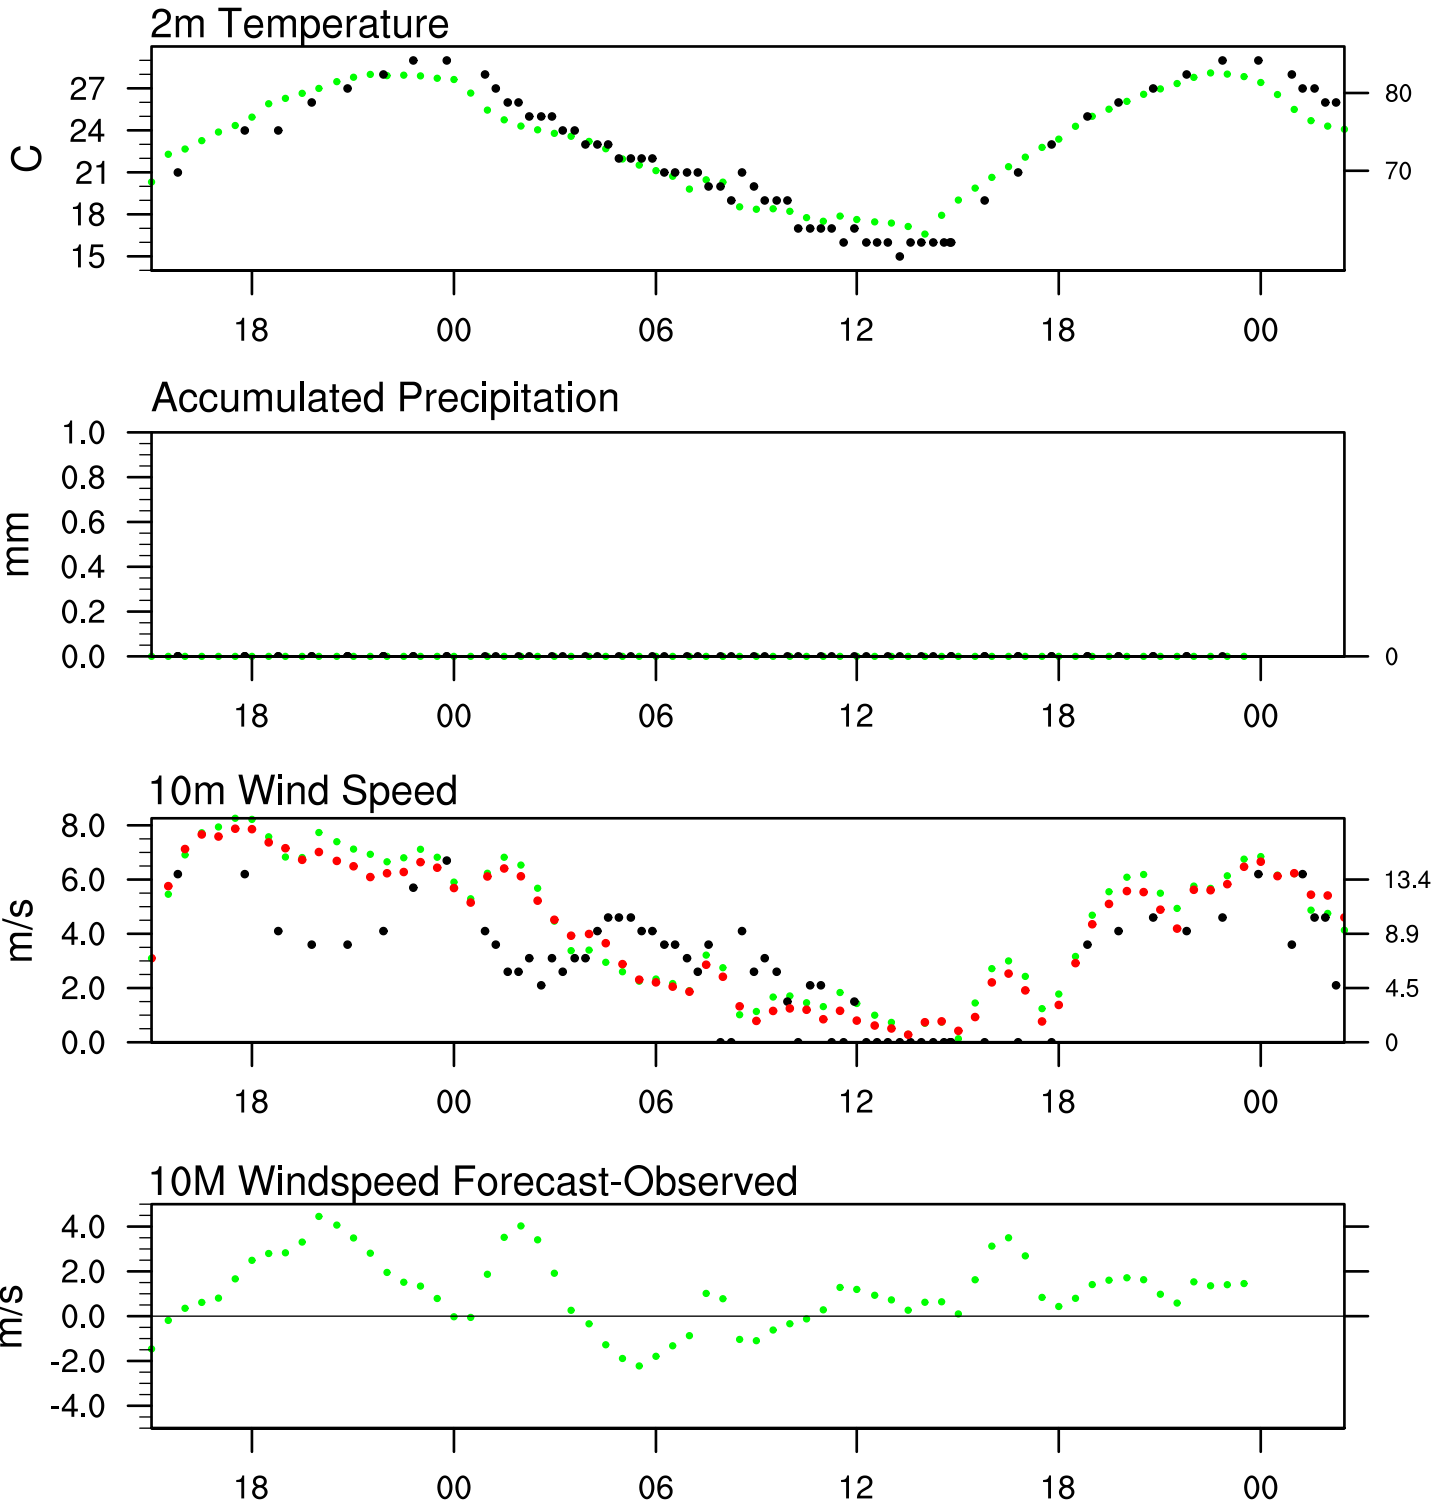 2m Temperature
27
24
21
18
15
C
80
70
18 00 06 12 18 00
Accumulated Precipitation
1.0
0.8
0.6
0.4
0.2
0.0
mm
0
18 00 06 12 18 00
10m Wind Speed
8.0
6.0
4.0
2.0
0.0
m/s
13.4
8.9
4.5
0
18 00 06 12 18 00
10M Windspeed Forecast-Observed
4.0
2.0
0.0
-2.0
-4.0
m/s
18 00 06 12 18 00